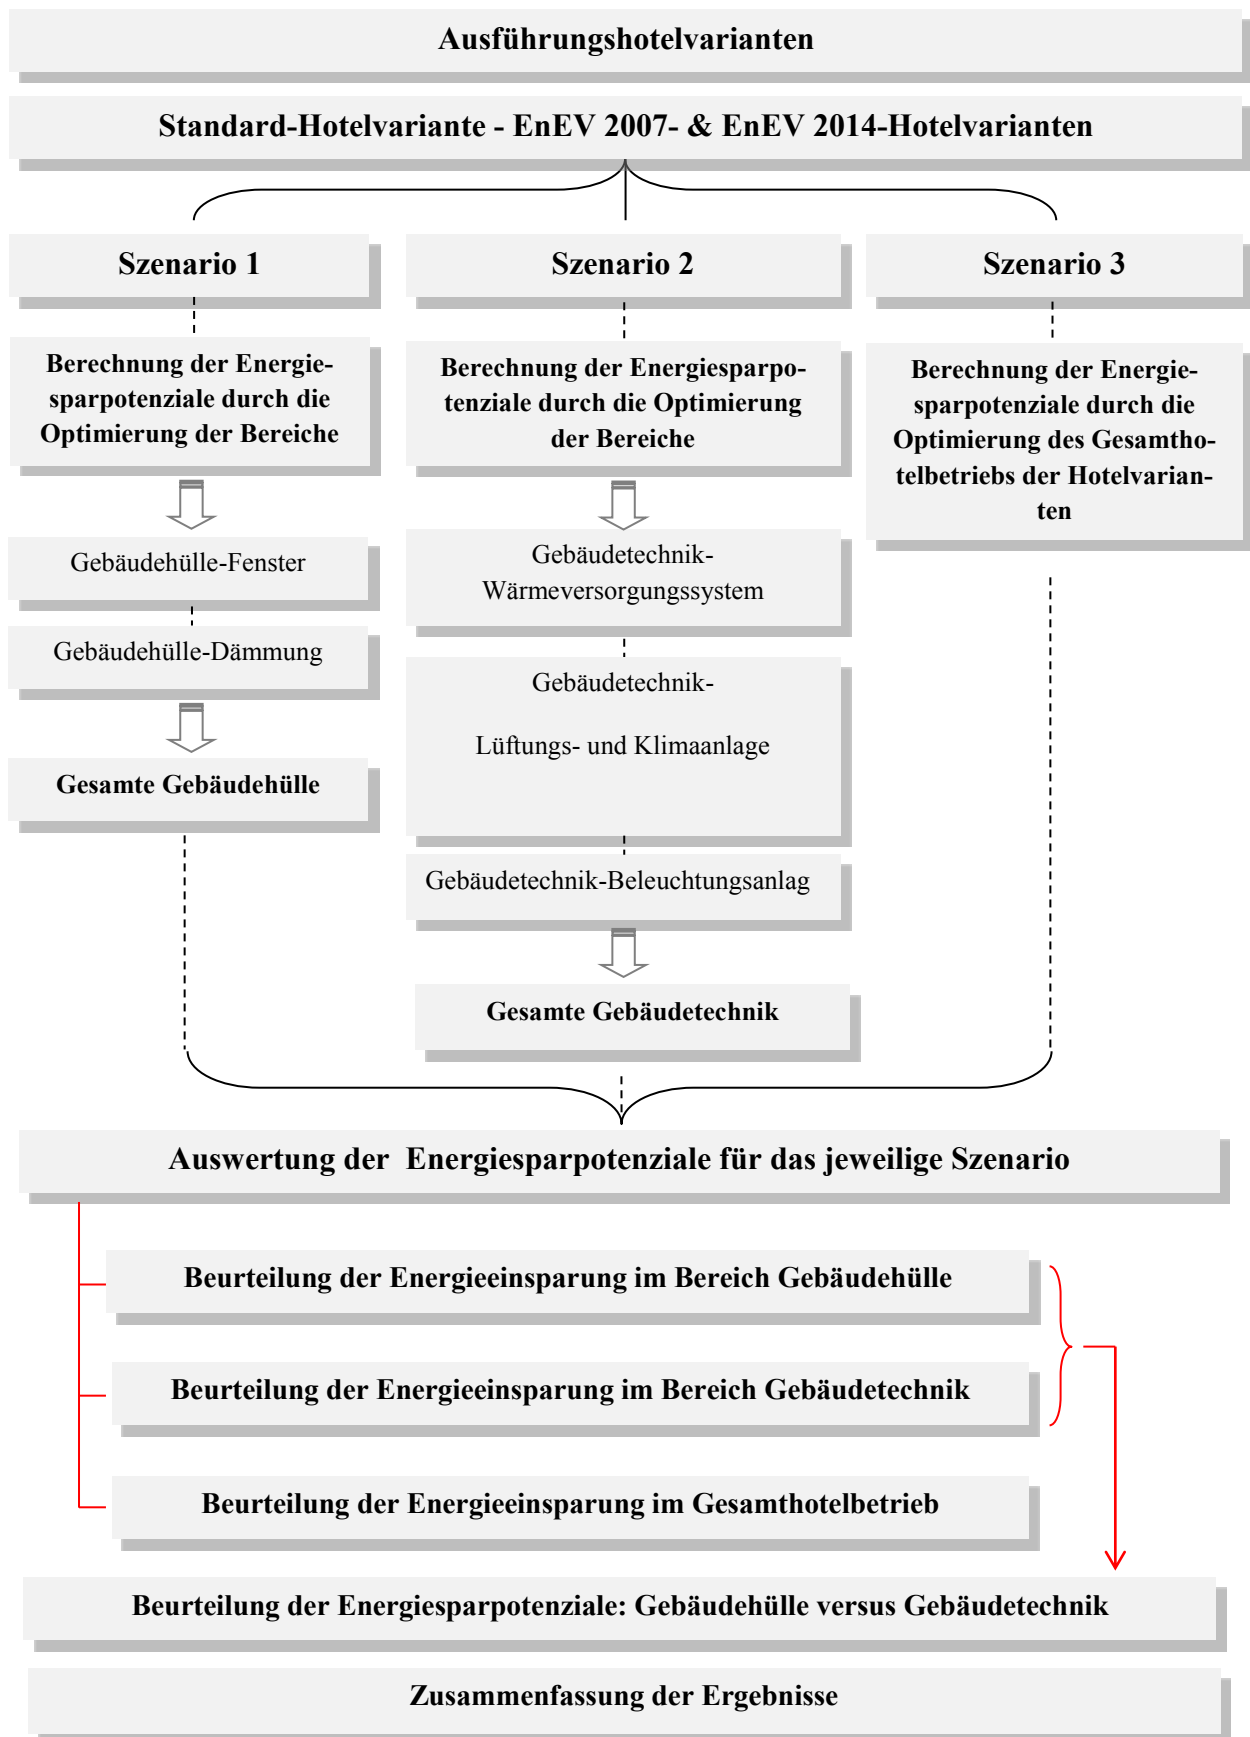 Ausführungshotelvarianten
Standard-Hotelvariante - EnEV 2007- & EnEV 2014-Hotelvarianten
Szenario 1
Berechnung der Energie-
sparpotenziale durch die
Optimierung der Bereiche
Gebäudehülle-Fenster
Gebäudehülle-Dämmung
Gesamte Gebäudehülle
Szenario 2
Berechnung der Energiesparpo-
tenziale durch die Optimierung
der Bereiche
Gebäudetechnik-
Wärmeversorgungssystem
Gebäudetechnik-
Lüftungs- und Klimaanlage
Gebäudetechnik-Beleuchtungsanlag
Gesamte Gebäudetechnik
Szenario 3
Berechnung der Energie-
sparpotenziale durch die
Optimierung des Gesamtho-
telbetriebs der Hotelvarian-
ten
Auswertung der Energiesparpotenziale für das jeweilige Szenario
Beurteilung der Energieeinsparung im Bereich Gebäudehülle
Beurteilung der Energieeinsparung im Bereich Gebäudetechnik
Beurteilung der Energieeinsparung im Gesamthotelbetrieb
Beurteilung der Energiesparpotenziale: Gebäudehülle versus Gebäudetechnik
Zusammenfassung der Ergebnisse